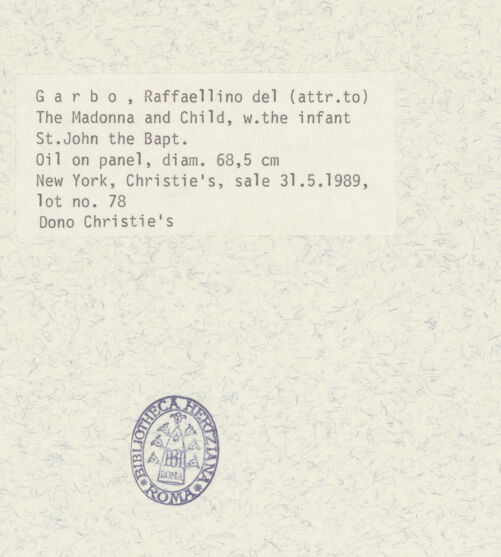 G a r b o , Raffaellino del (attr.to)
The Madonna and Child, w.the infant
St.John the Bapt.
Oil on panel, diam. 68,5 cm
New York, Christie's, sale 31.5.1989,
lot no. 78
Dono Christie's
BIBLIOTHECA HERTZIANA
ROMA
ROMA